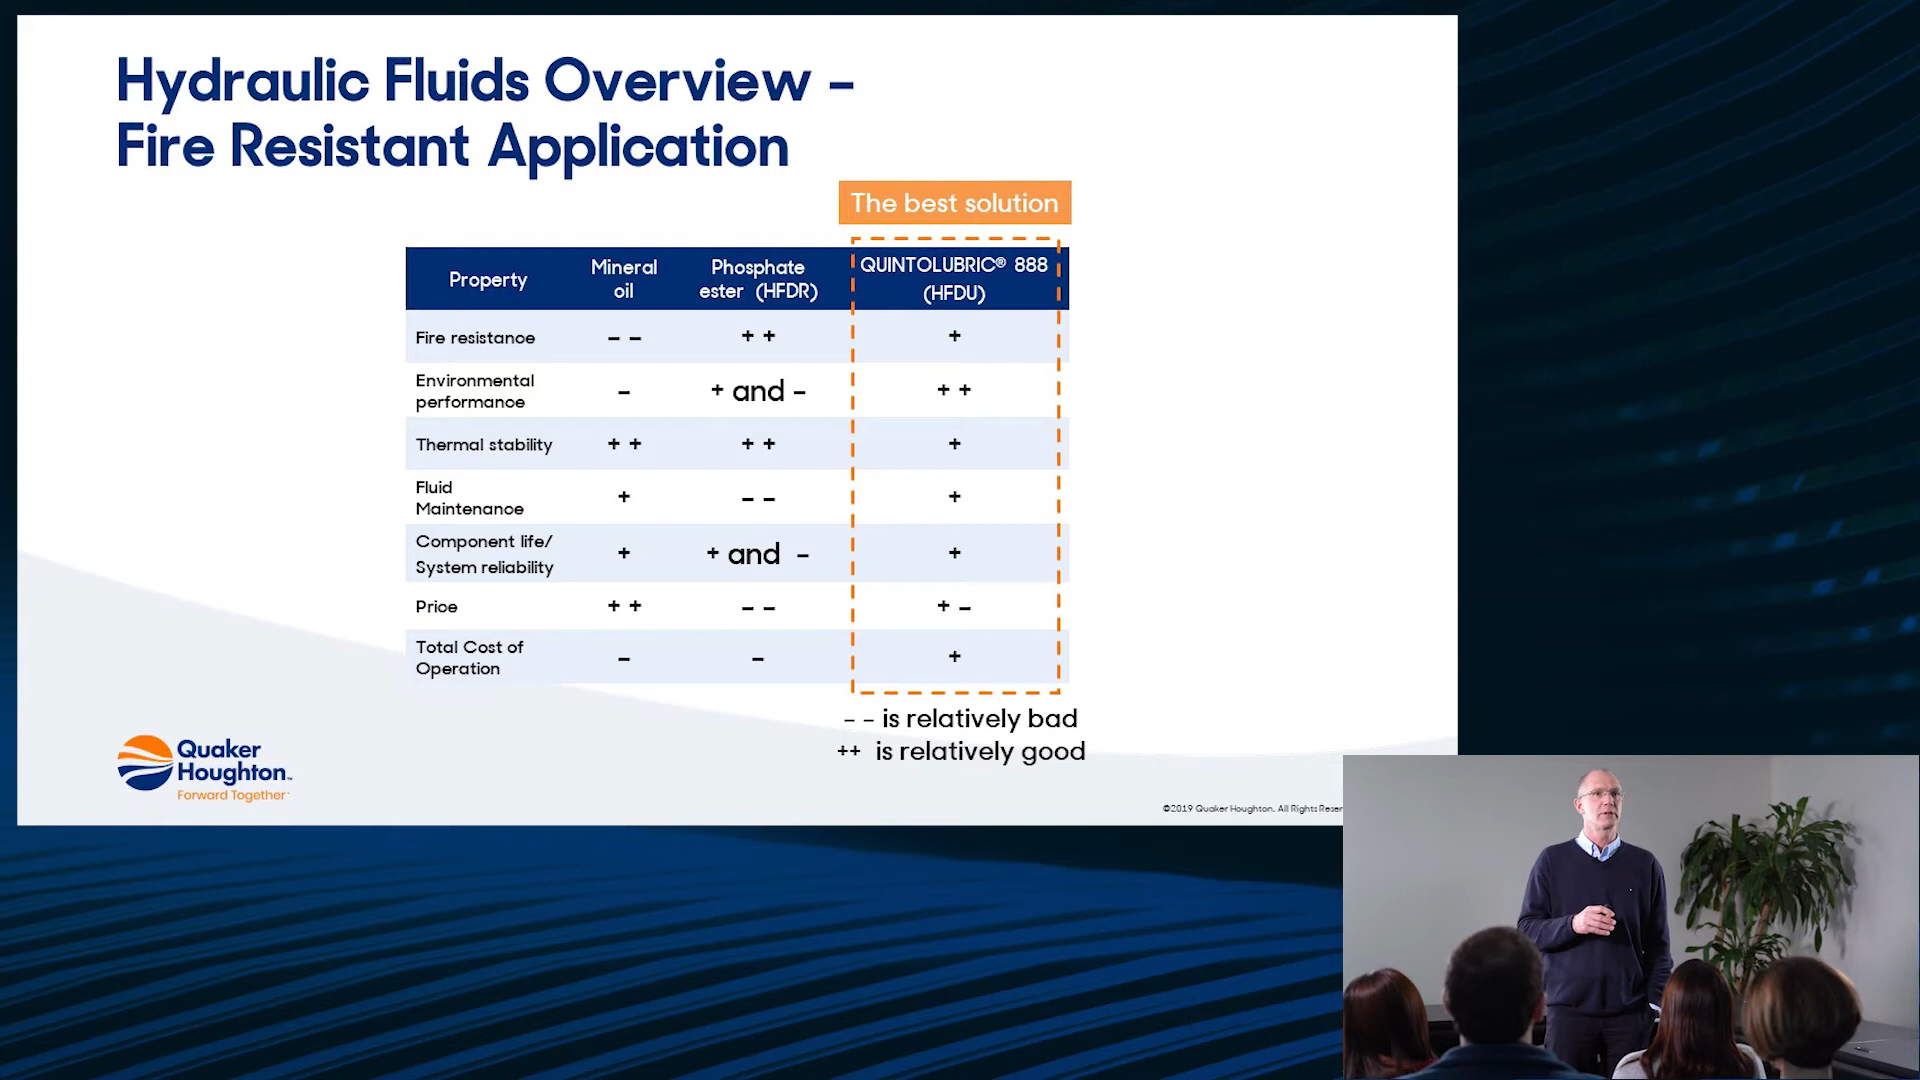 Hydraulic Fluids Overview –
Fire Resistant Application
The best solution
Property Mineral oil Phosphate ester (HFDR) QUINTOLUBRIC® 888 (HFDU)
Fire resistance – – + + +
Environmental performance – + and – + +
Thermal stability + + + + +
Fluid Maintenance + – – +
Component life/ System reliability + + and – +
Price + + – – + –
Total Cost of Operation – – +
– – is relatively bad
++ is relatively good
Quaker
Houghton™
Forward Together™
©2019 Quaker Houghton. All Rights